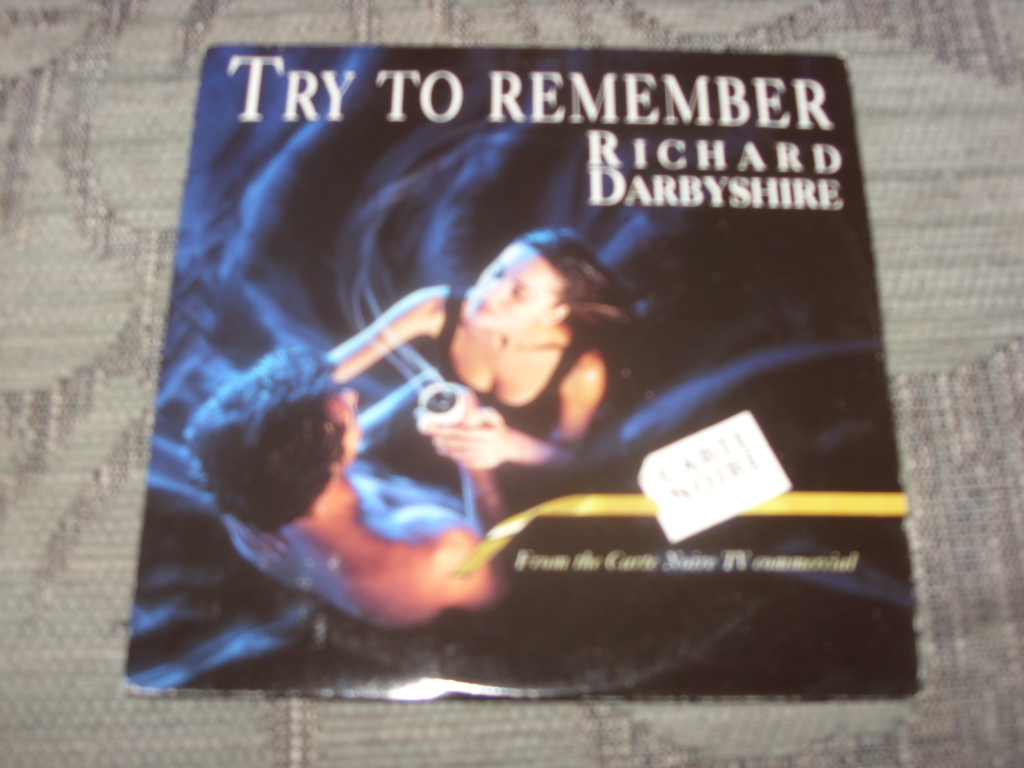 TRY TO REMEMBER
RICHARD
DARBYSHIRE
CARTE
NOIRE
From the Carte Noire TV commercial